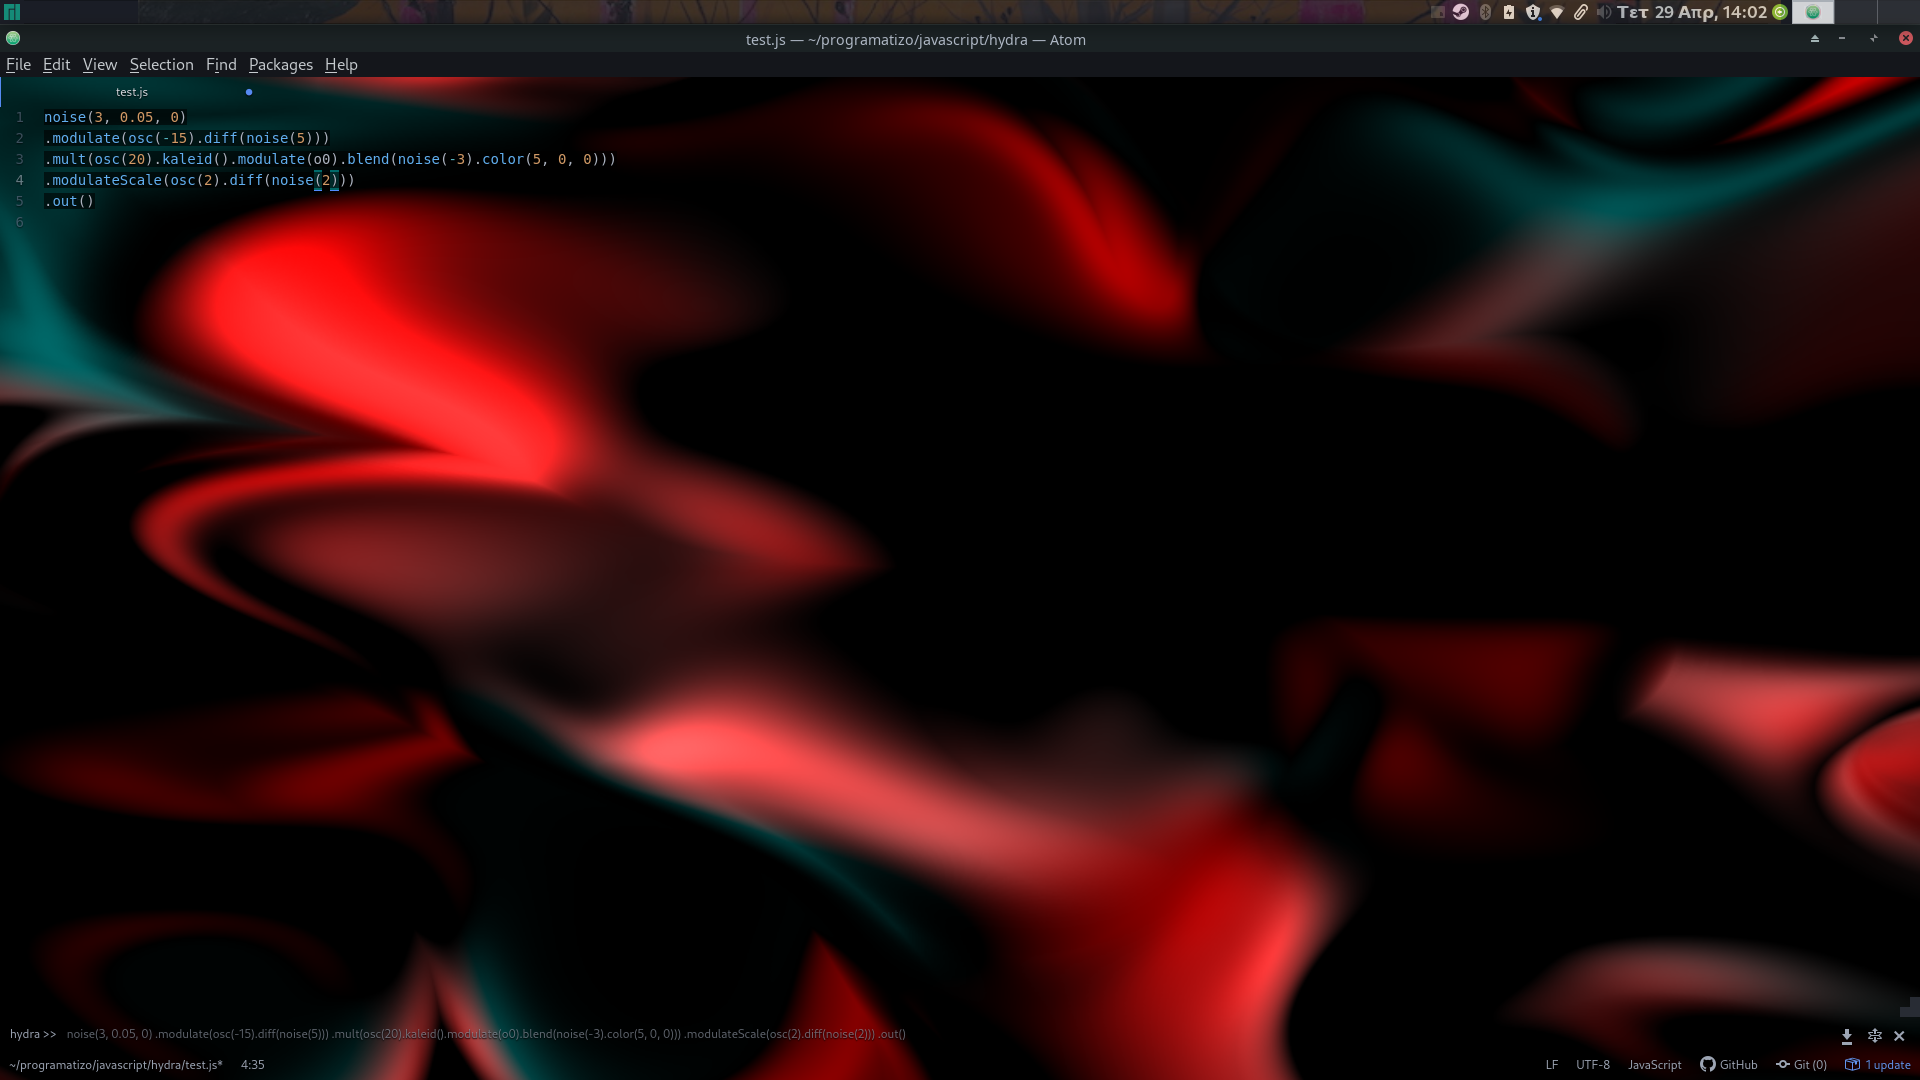 Τετ 29 Απρ, 14:02
test.js — ~/programatizo/javascript/hydra — Atom
File Edit View Selection Find Packages Help
test.js
1 noise(3, 0.05, 0)
2 .modulate(osc(-15).diff(noise(5)))
3 .mult(osc(20).kaleid().modulate(o0).blend(noise(-3).color(5, 0, 0)))
4 .modulateScale(osc(2).diff(noise(2)))
5 .out()
6
hydra >> noise(3, 0.05, 0) .modulate(osc(-15).diff(noise(5))) .mult(osc(20).kaleid().modulate(o0).blend(noise(-3).color(5, 0, 0))) .modulateScale(osc(2).diff(noise(2))) .out()
~/programatizo/javascript/hydra/test.js* 4:35 LF UTF-8 JavaScript GitHub Git (0) 1 update